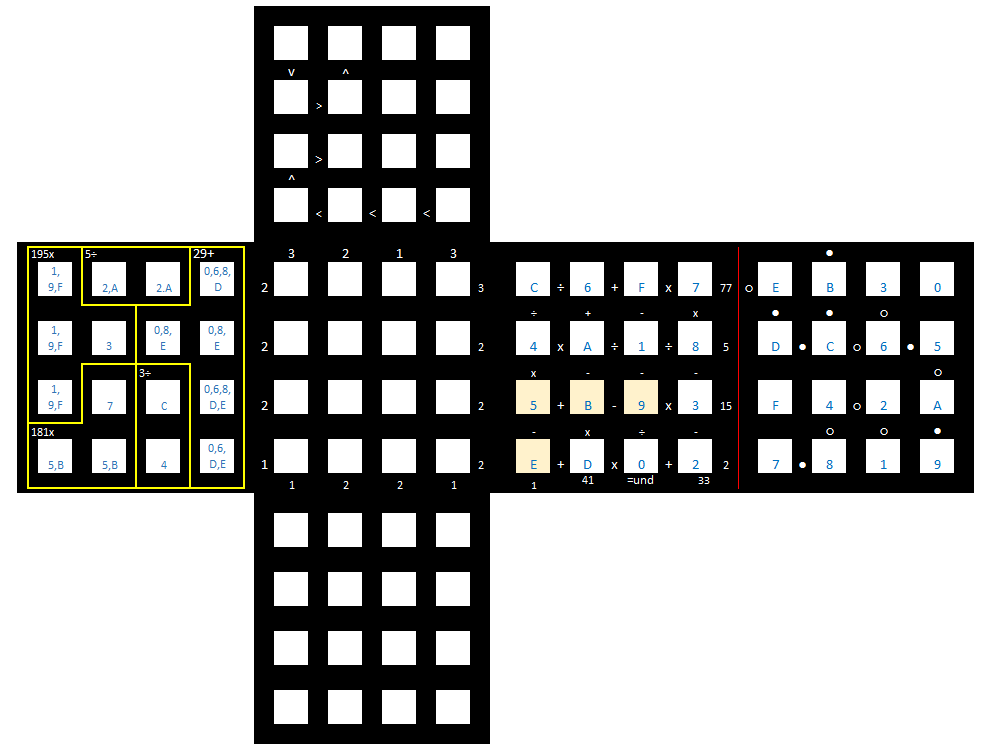 v ^
>
>
^
< < <
195x 5÷ 29+ 3 2 1 3 ●
1, 9,F 2,A 2.A 0,6,8, D 2 3 C ÷ 6 + F x 7 77 ○ E B 3 0
÷ + - x ● ● ○
1, 9,F 3 0,8, E 0,8, E 2 2 4 x A ÷ 1 ÷ 8 5 D ● C ○ 6 ● 5
3÷ x - - - ○
1, 9,F 7 C 0,6,8, D,E 2 2 5 + B - 9 x 3 15 F 4 ○ 2 A
181x - x ÷ - ○ ○ ●
5,B 5,B 4 0,6, D,E 1 2 E + D x 0 + 2 2 7 ● 8 1 9
1 2 2 1 1 41 =und 33